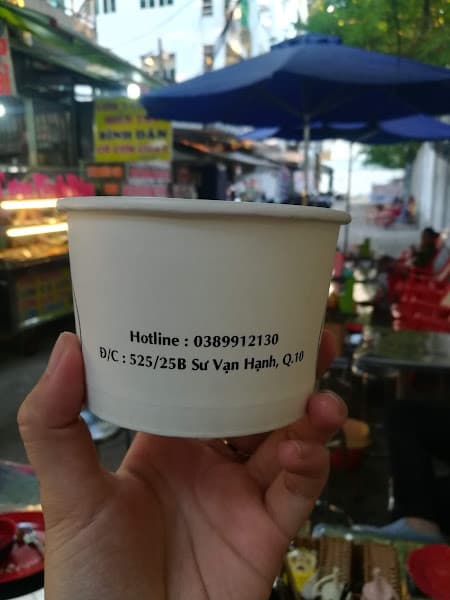 BÌNH DÂN
Hotline : 0389912130
Đ/C : 525/25B Sư Vạn Hạnh, Q.10